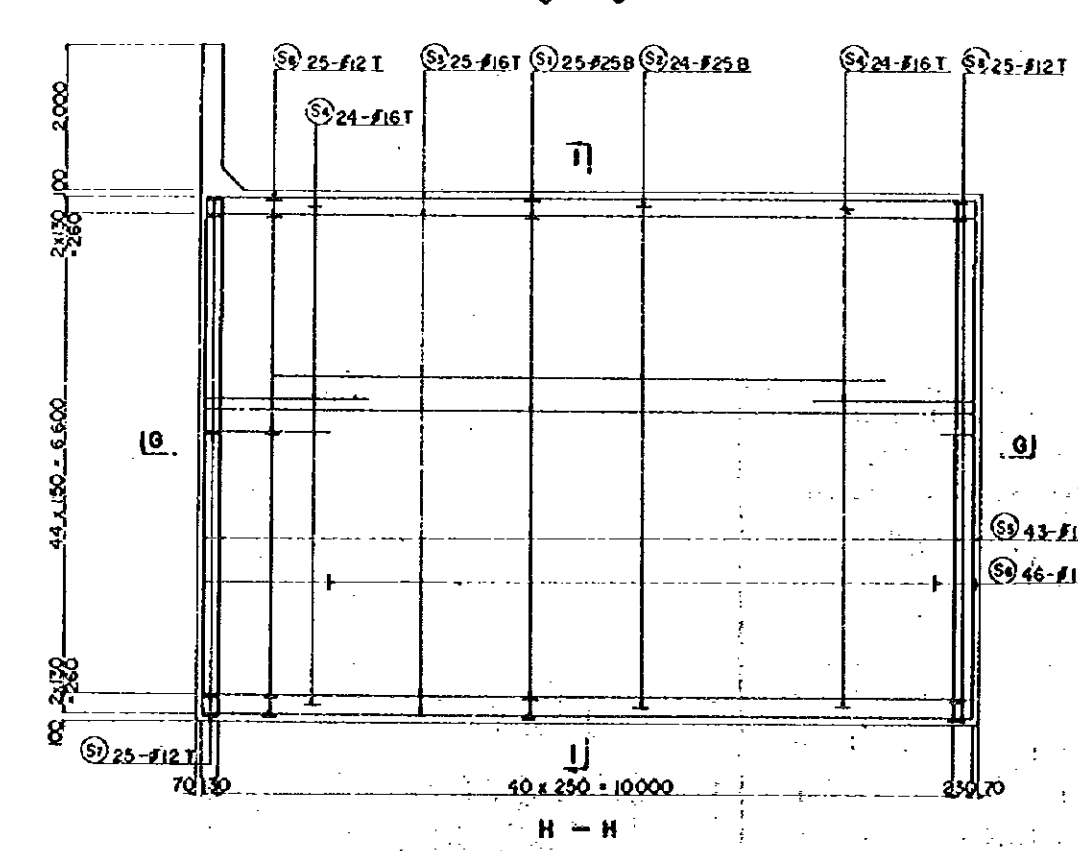 S8 25-Ø12 T
S3 25-Ø16T
S1 25-Ø25B
S2 24-Ø25B
S4 24-Ø16 T
25-Ø12T
S4 24-Ø16T
2.000
100
2x130
=260
44 x 150 = 6 600
2x130
=260
100
I
G
G
S5 43-Ø1
S6 46-Ø1
I
S7 25-Ø12 T
70 130
40 x 250 = 10000
230 70
H - H